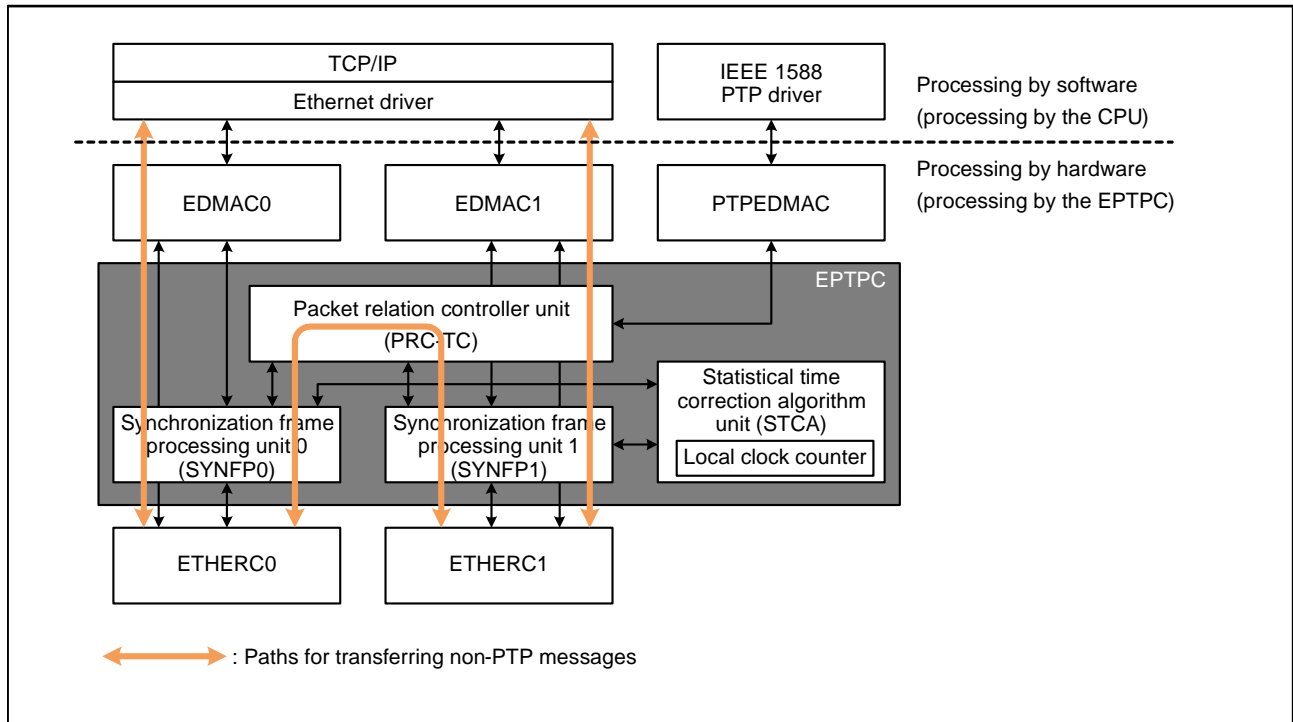 TCP/IP
Ethernet driver
IEEE 1588
PTP driver
Processing by software
(processing by the CPU)
Processing by hardware
(processing by the EPTPC)
EDMAC0
EDMAC1
PTPEDMAC
EPTPC
Packet relation controller unit
(PRC-TC)
Synchronization frame
processing unit 0
(SYNFP0)
Synchronization frame
processing unit 1
(SYNFP1)
Statistical time
correction algorithm
unit (STCA)
Local clock counter
ETHERC0
ETHERC1
: Paths for transferring non-PTP messages